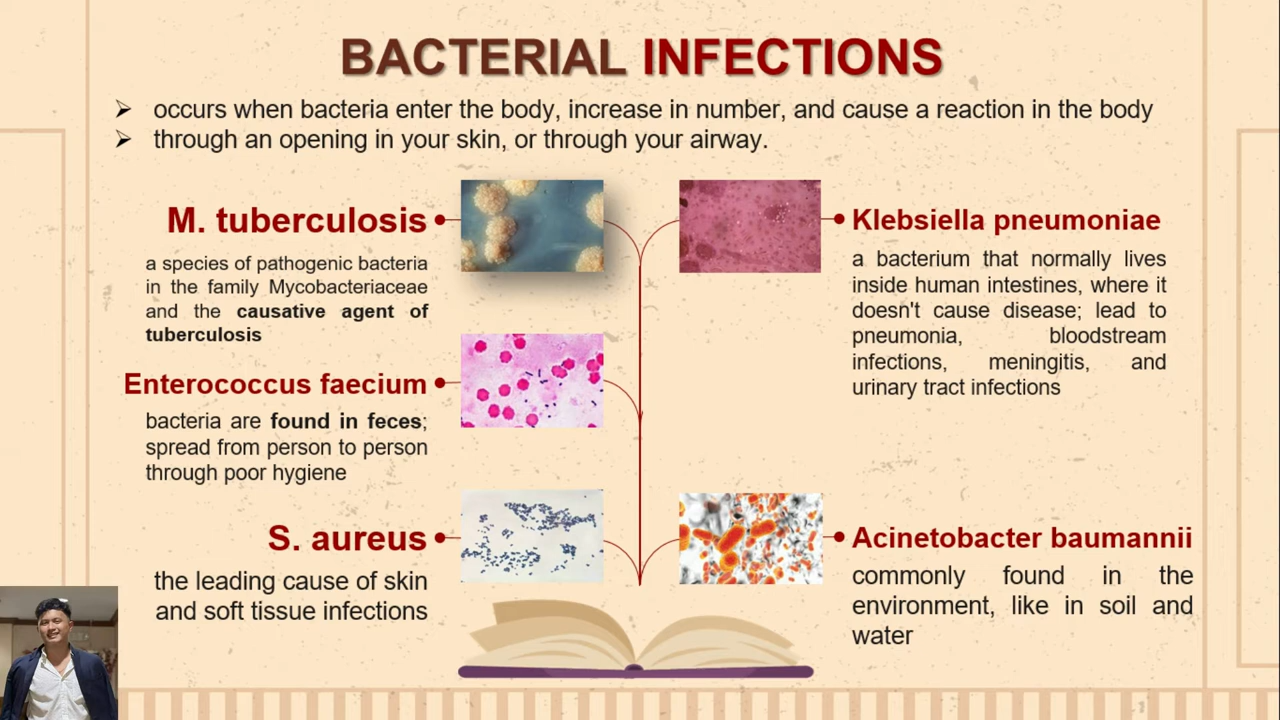 BACTERIAL INFECTIONS
➢ occurs when bacteria enter the body, increase in number, and cause a reaction in the body
➢ through an opening in your skin, or through your airway.
M. tuberculosis
a species of pathogenic bacteria
in the family Mycobacteriaceae
and the causative agent of
tuberculosis
Enterococcus faecium
bacteria are found in feces;
spread from person to person
through poor hygiene
S. aureus
the leading cause of skin
and soft tissue infections
Klebsiella pneumoniae
a bacterium that normally lives
inside human intestines, where it
doesn't cause disease; lead to
pneumonia, bloodstream
infections, meningitis, and
urinary tract infections
Acinetobacter baumannii
commonly found in the
environment, like in soil and
water